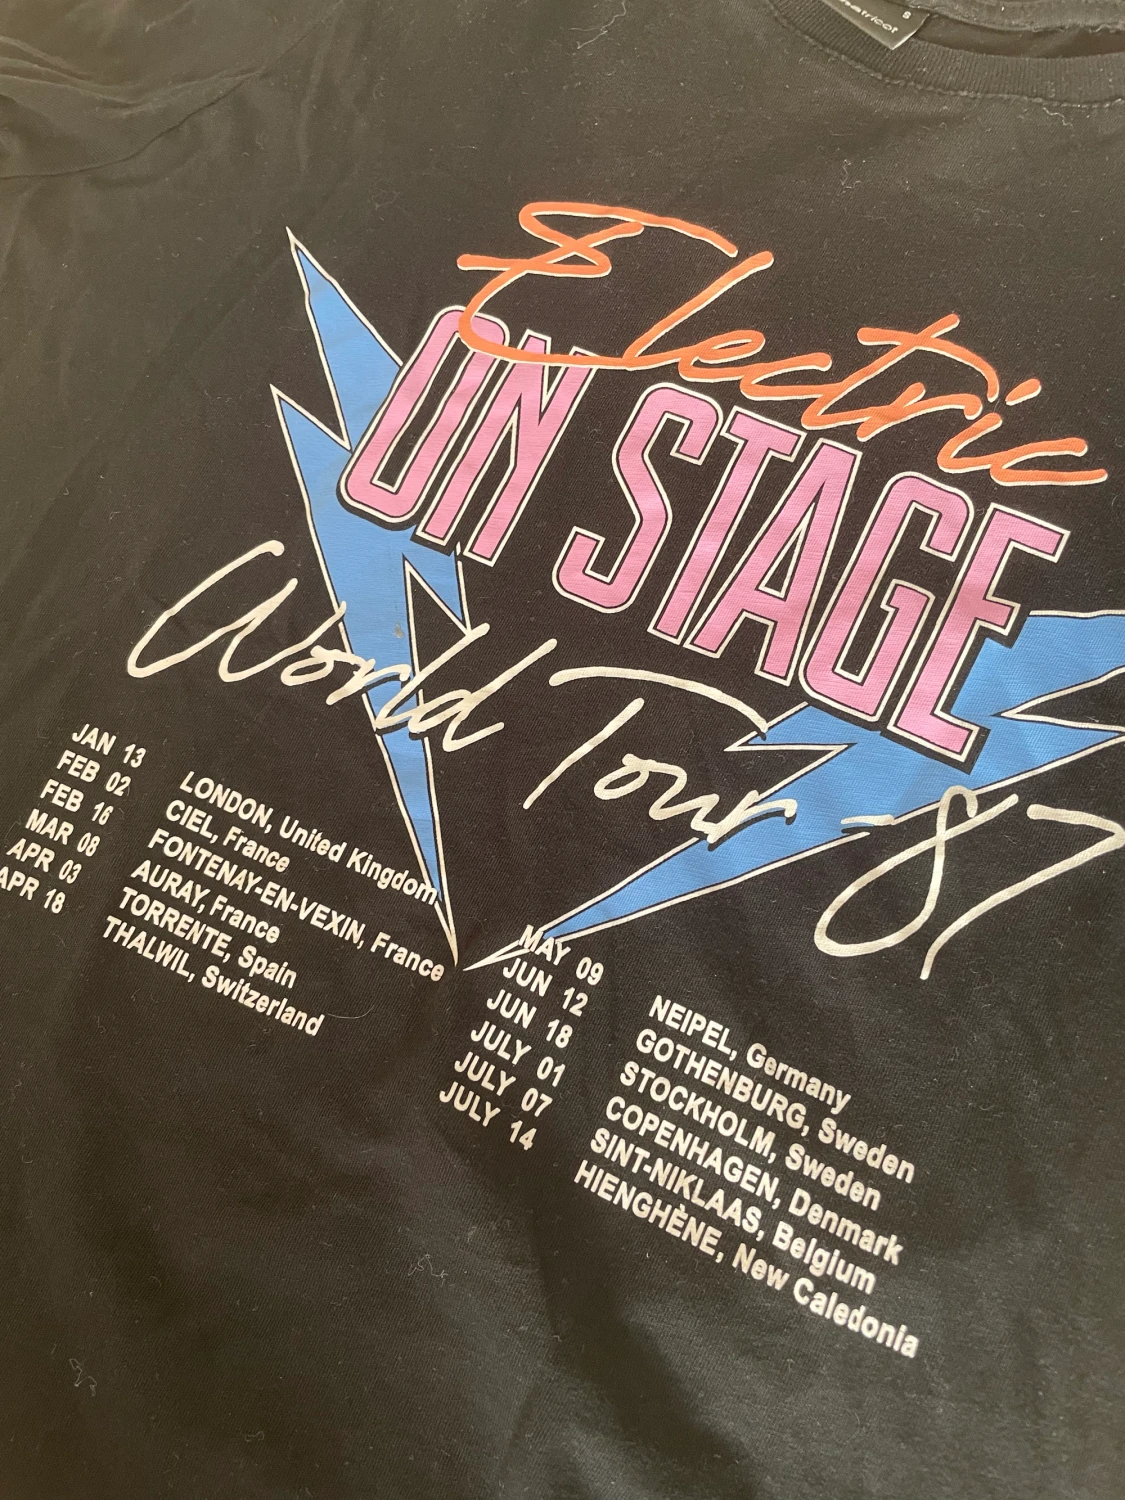 S
Electric
ON STAGE
World Tour -87
JAN 13 LONDON, United Kingdom
FEB 02 CIEL, France
FEB 16 FONTENAY-EN-VEXIN, France
MAR 08 AURAY, France
APR 03 TORRENTE, Spain
APR 18 THALWIL, Switzerland
MAY 09 NEIPEL, Germany
JUN 12 GOTHENBURG, Sweden
JUN 18 STOCKHOLM, Sweden
JULY 01 COPENHAGEN, Denmark
JULY 07 SINT-NIKLAAS, Belgium
JULY 14 HIENGHÈNE, New Caledonia